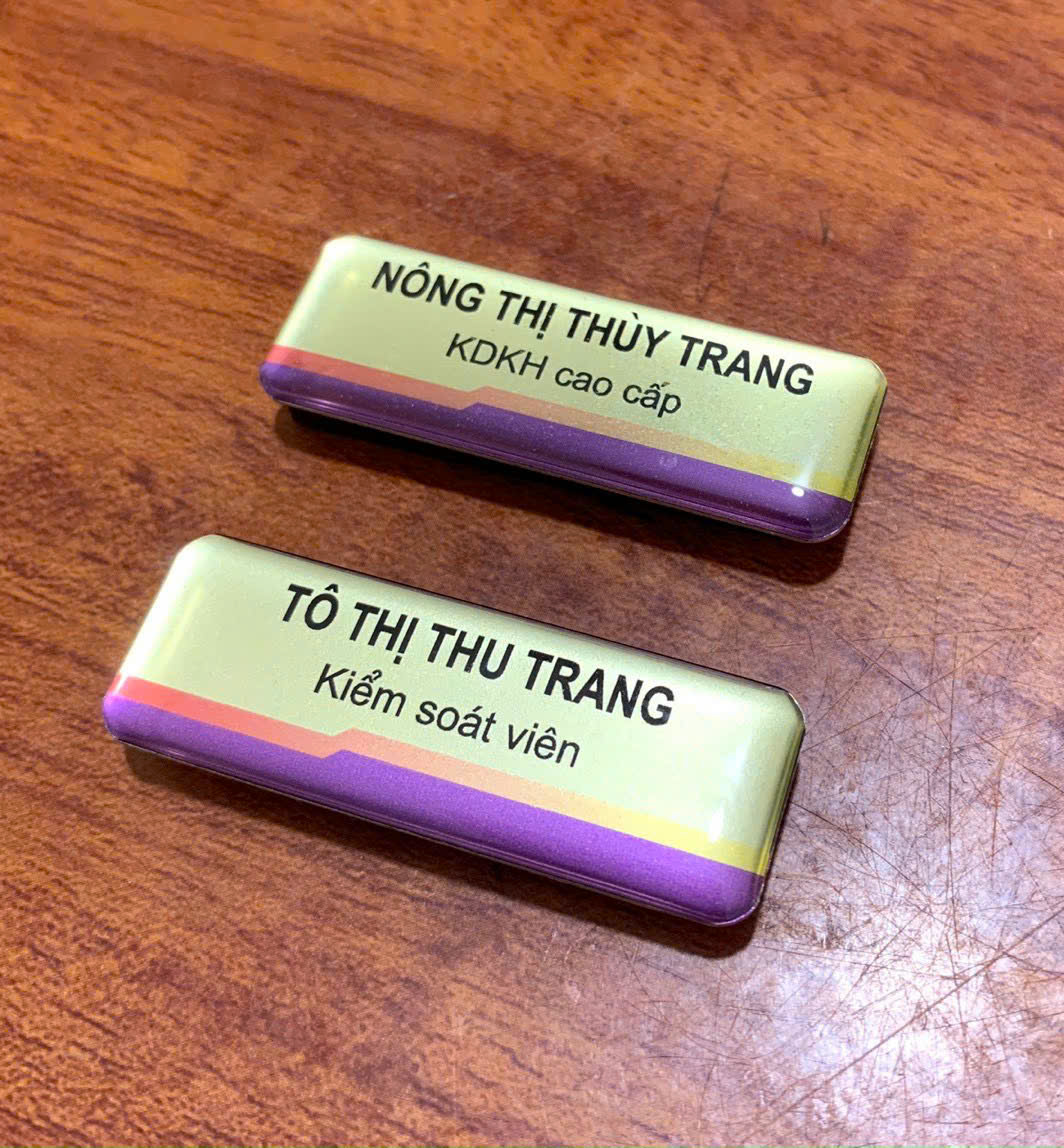 NÔNG THỊ THÙY TRANG
KDKH cao cấp
TÔ THỊ THU TRANG
Kiểm soát viên